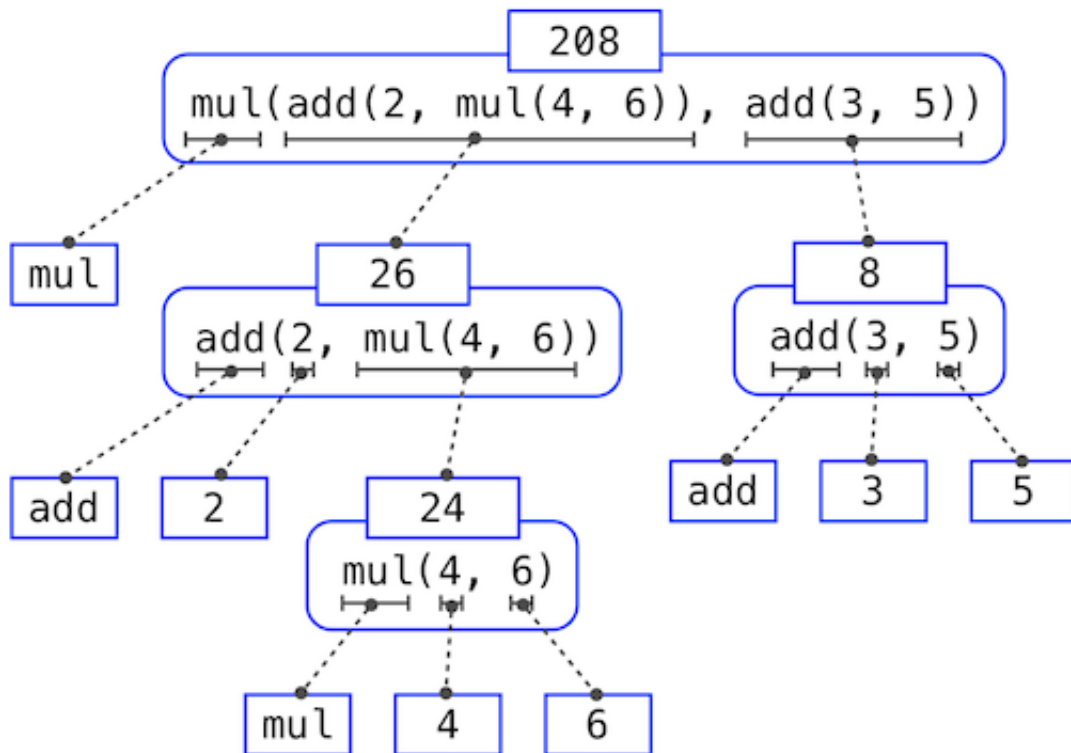 208
mul(add(2, mul(4, 6)), add(3, 5))
mul
26
8
add(2, mul(4, 6))
add(3, 5)
add
2
24
add
3
5
mul(4, 6)
mul
4
6